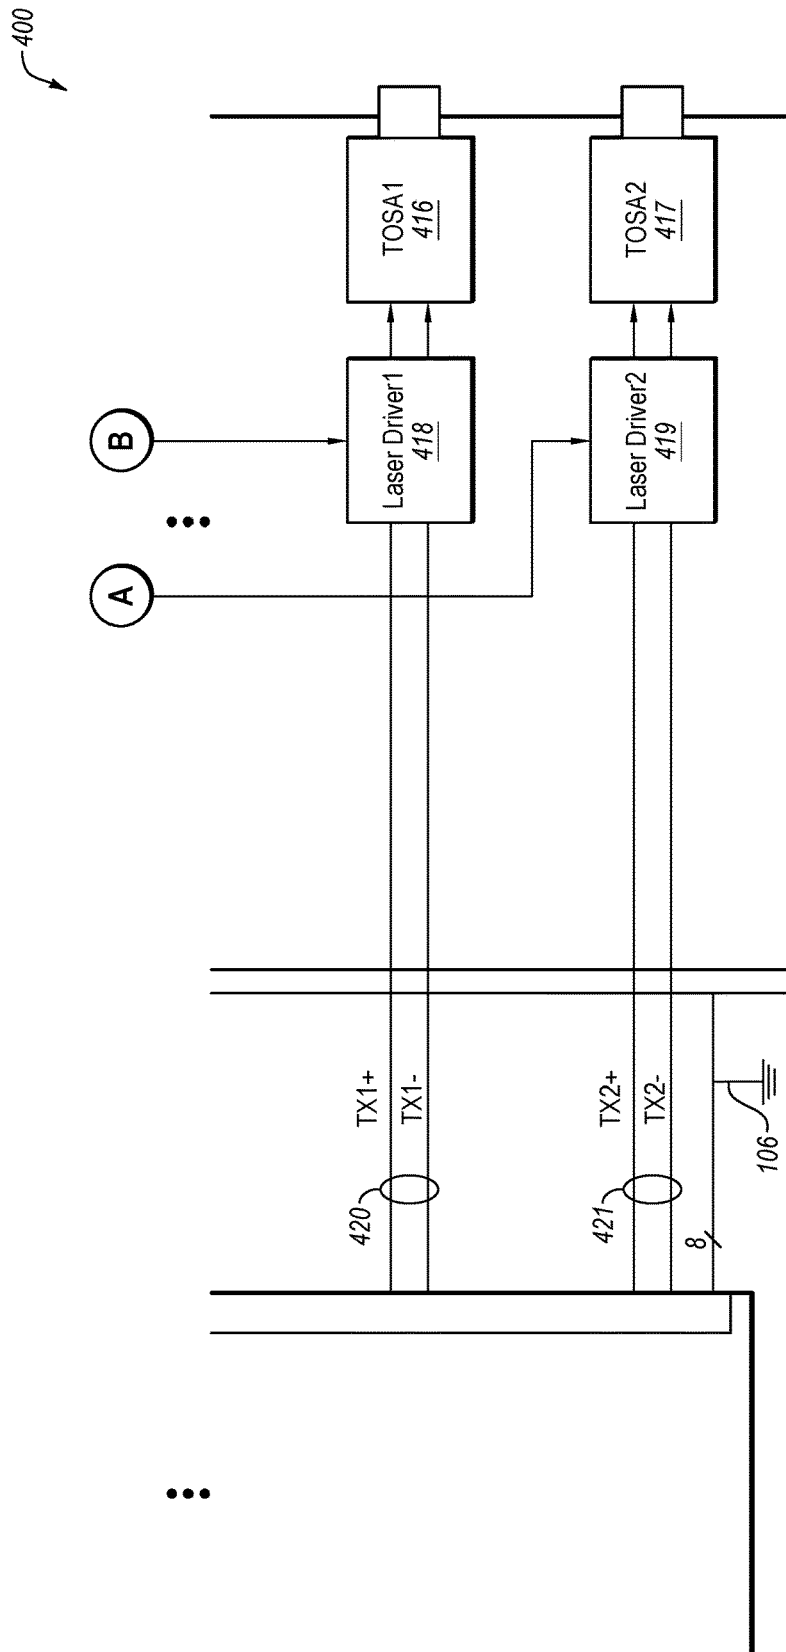 400
B
A
TX1+
TX1-
420
Laser Driver1
418
TOSA1
416
TX2+
TX2-
421
Laser Driver2
419
TOSA2
417
8
106